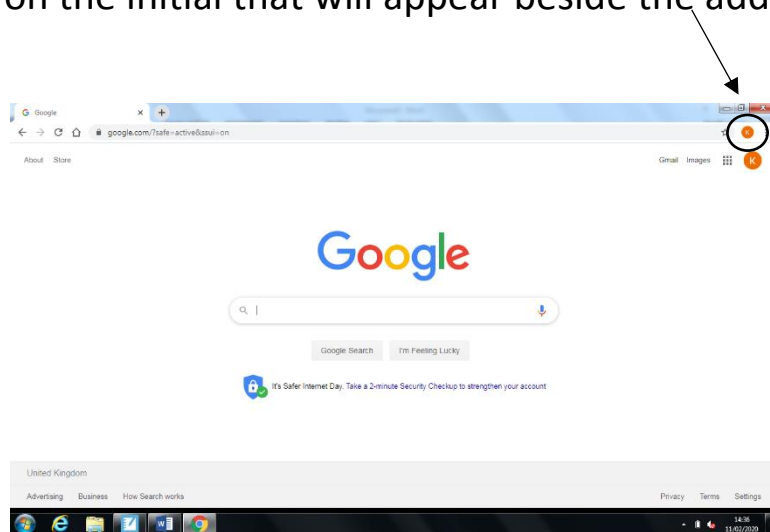 on the initial that will appear beside the add
G Google × +
google.com/?safe=active&ssui=on K
About Store Gmail Images K
Google
Google Search I'm Feeling Lucky
It's Safer Internet Day. Take a 2-minute Security Checkup to strengthen your account
United Kingdom
Advertising Business How Search works Privacy Terms Settings
14:36
11/02/2020